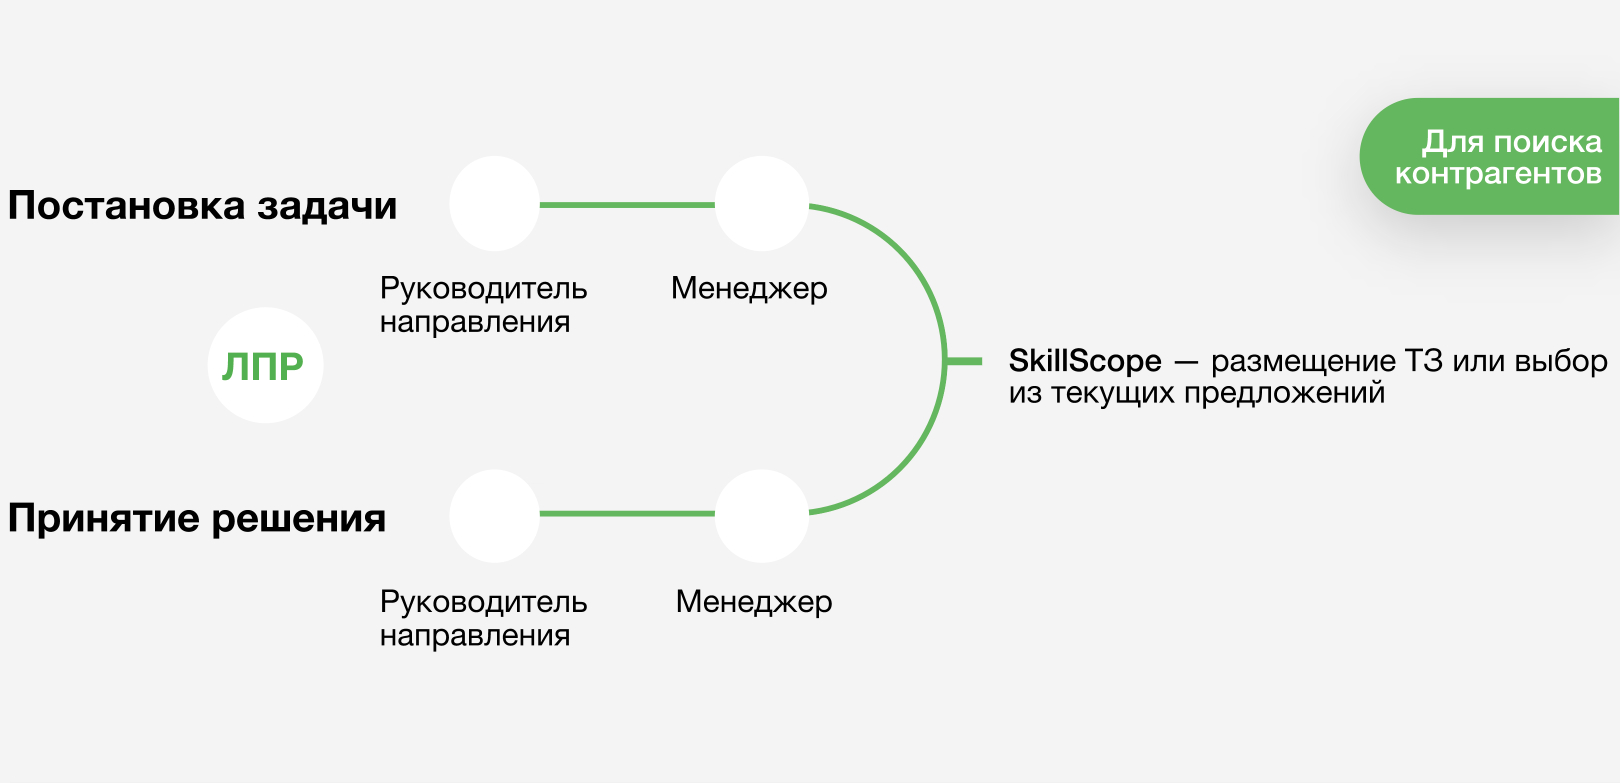 Для поиска
контрагентов
Постановка задачи
Руководитель
направления
Менеджер
ЛПР
SkillScope — размещение ТЗ или выбор
из текущих предложений
Принятие решения
Руководитель
направления
Менеджер